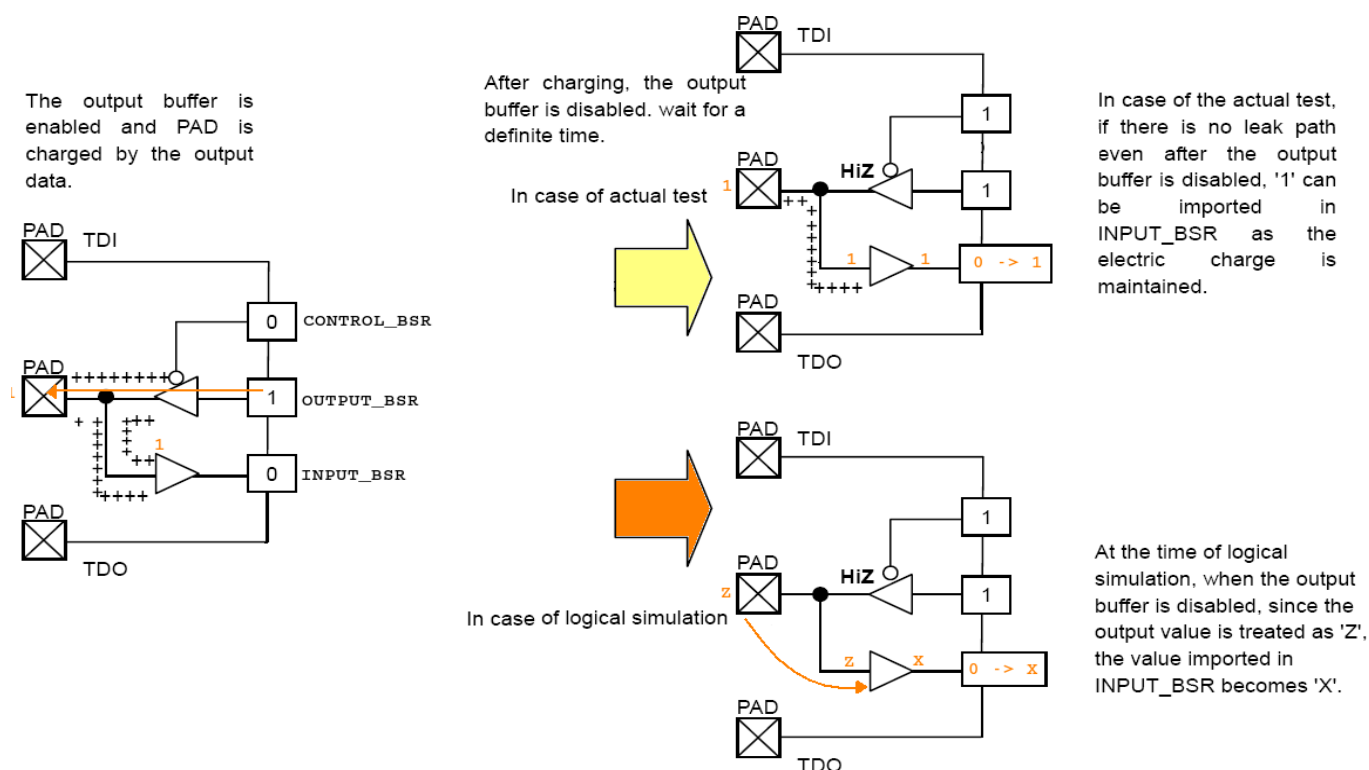 The output buffer is
enabled and PAD is
charged by the output
data.
PAD
TDI
0
CONTROL_BSR
PAD
++++++++
1
1
OUTPUT_BSR
+ + ++
1
++
++++
0
INPUT_BSR
PAD
TDO
After charging, the output
buffer is disabled. wait for a
definite time.
In case of actual test
PAD
TDI
1
PAD
HiZ
1
1
++
1
1
0 -> 1
++++
PAD
TDO
In case of the actual test,
if there is no leak path
even after the output
buffer is disabled, '1' can
be imported in
INPUT_BSR as the
electric charge is
maintained.
In case of logical simulation
PAD
TDI
1
PAD
HiZ
z
1
z
X
0 -> X
PAD
TDO
At the time of logical
simulation, when the output
buffer is disabled, since the
output value is treated as 'Z',
the value imported in
INPUT_BSR becomes 'X'.